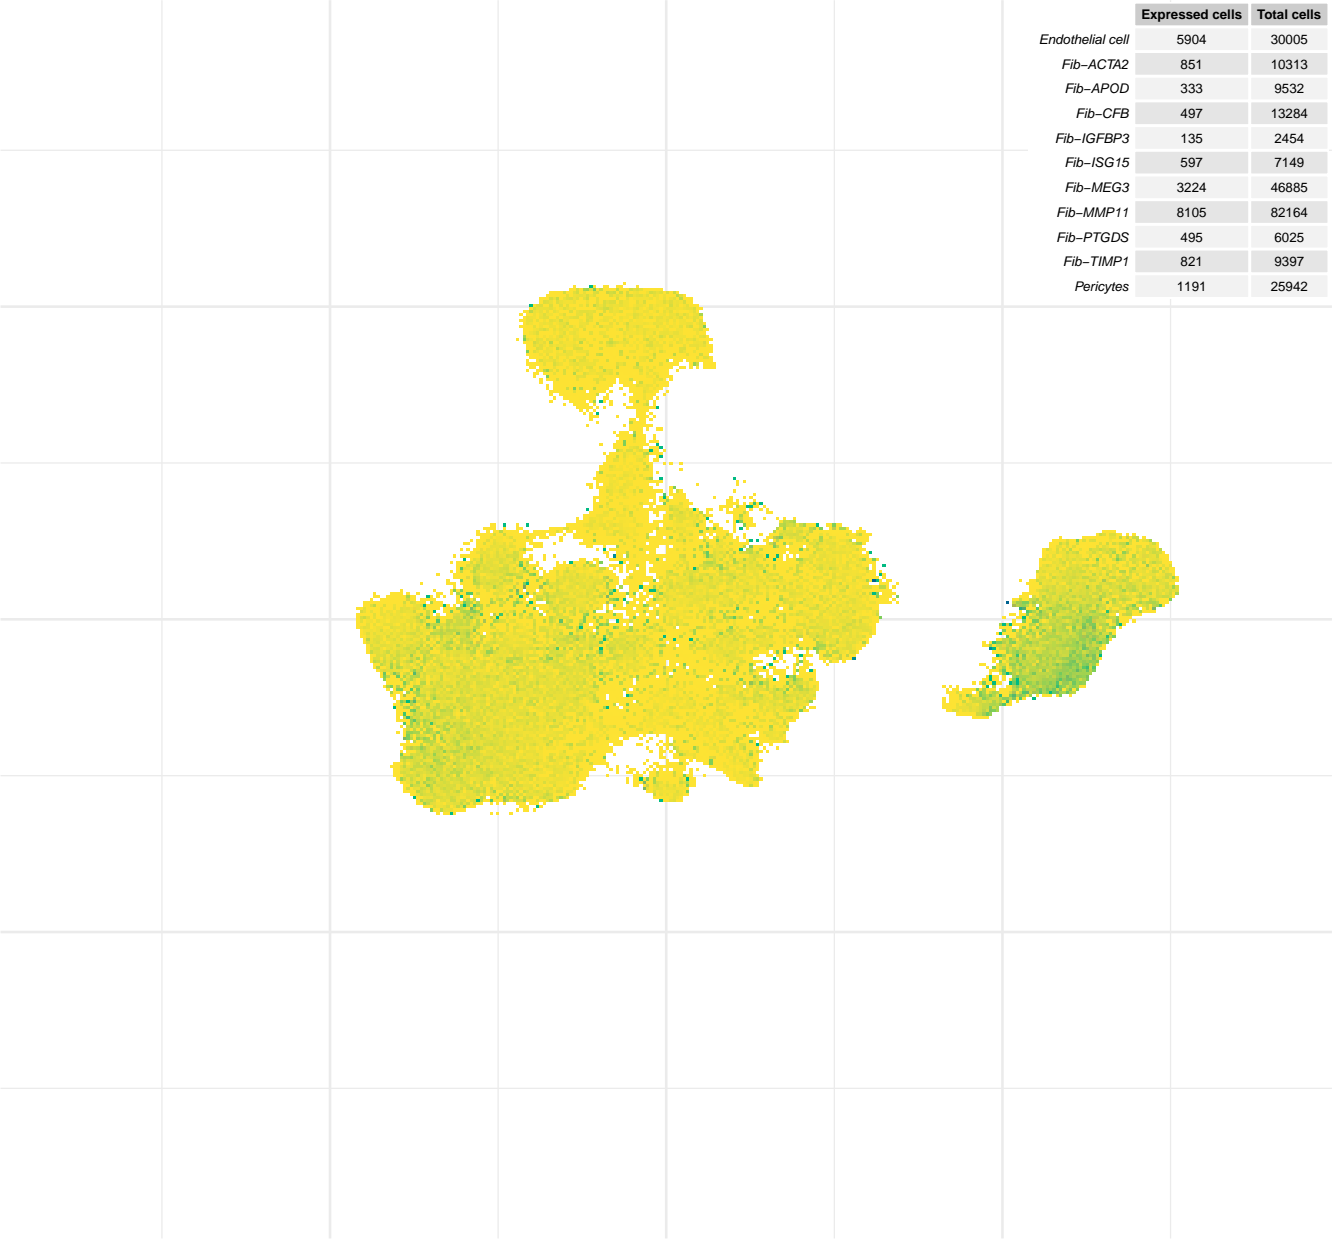 Expressed cells Total cells
Endothelial cell 5904 30005
Fib−ACTA2 851 10313
Fib−APOD 333 9532
Fib−CFB 497 13284
Fib−IGFBP3 135 2454
Fib−ISG15 597 7149
Fib−MEG3 3224 46885
Fib−MMP11 8105 82164
Fib−PTGDS 495 6025
Fib−TIMP1 821 9397
Pericytes 1191 25942